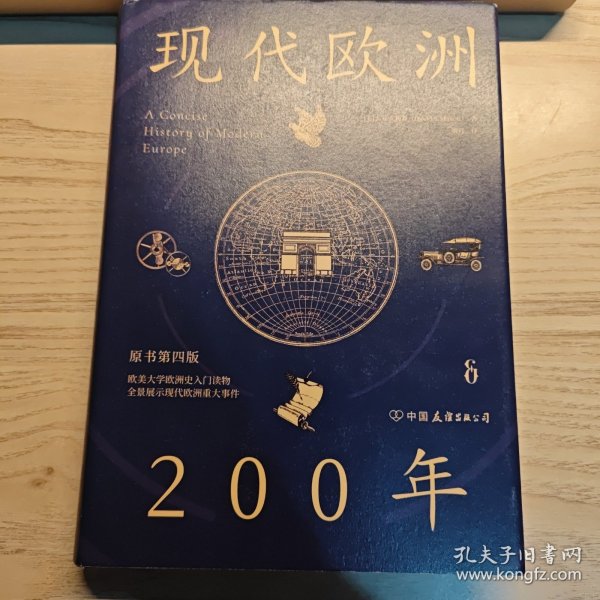 现代欧洲
A Concise
History of Modern
Europe
原书第四版
欧美大学欧洲史入门读物
全景展示现代欧洲重大事件
中国友谊出版公司
200年
孔夫子旧书网
www.kongfz.com